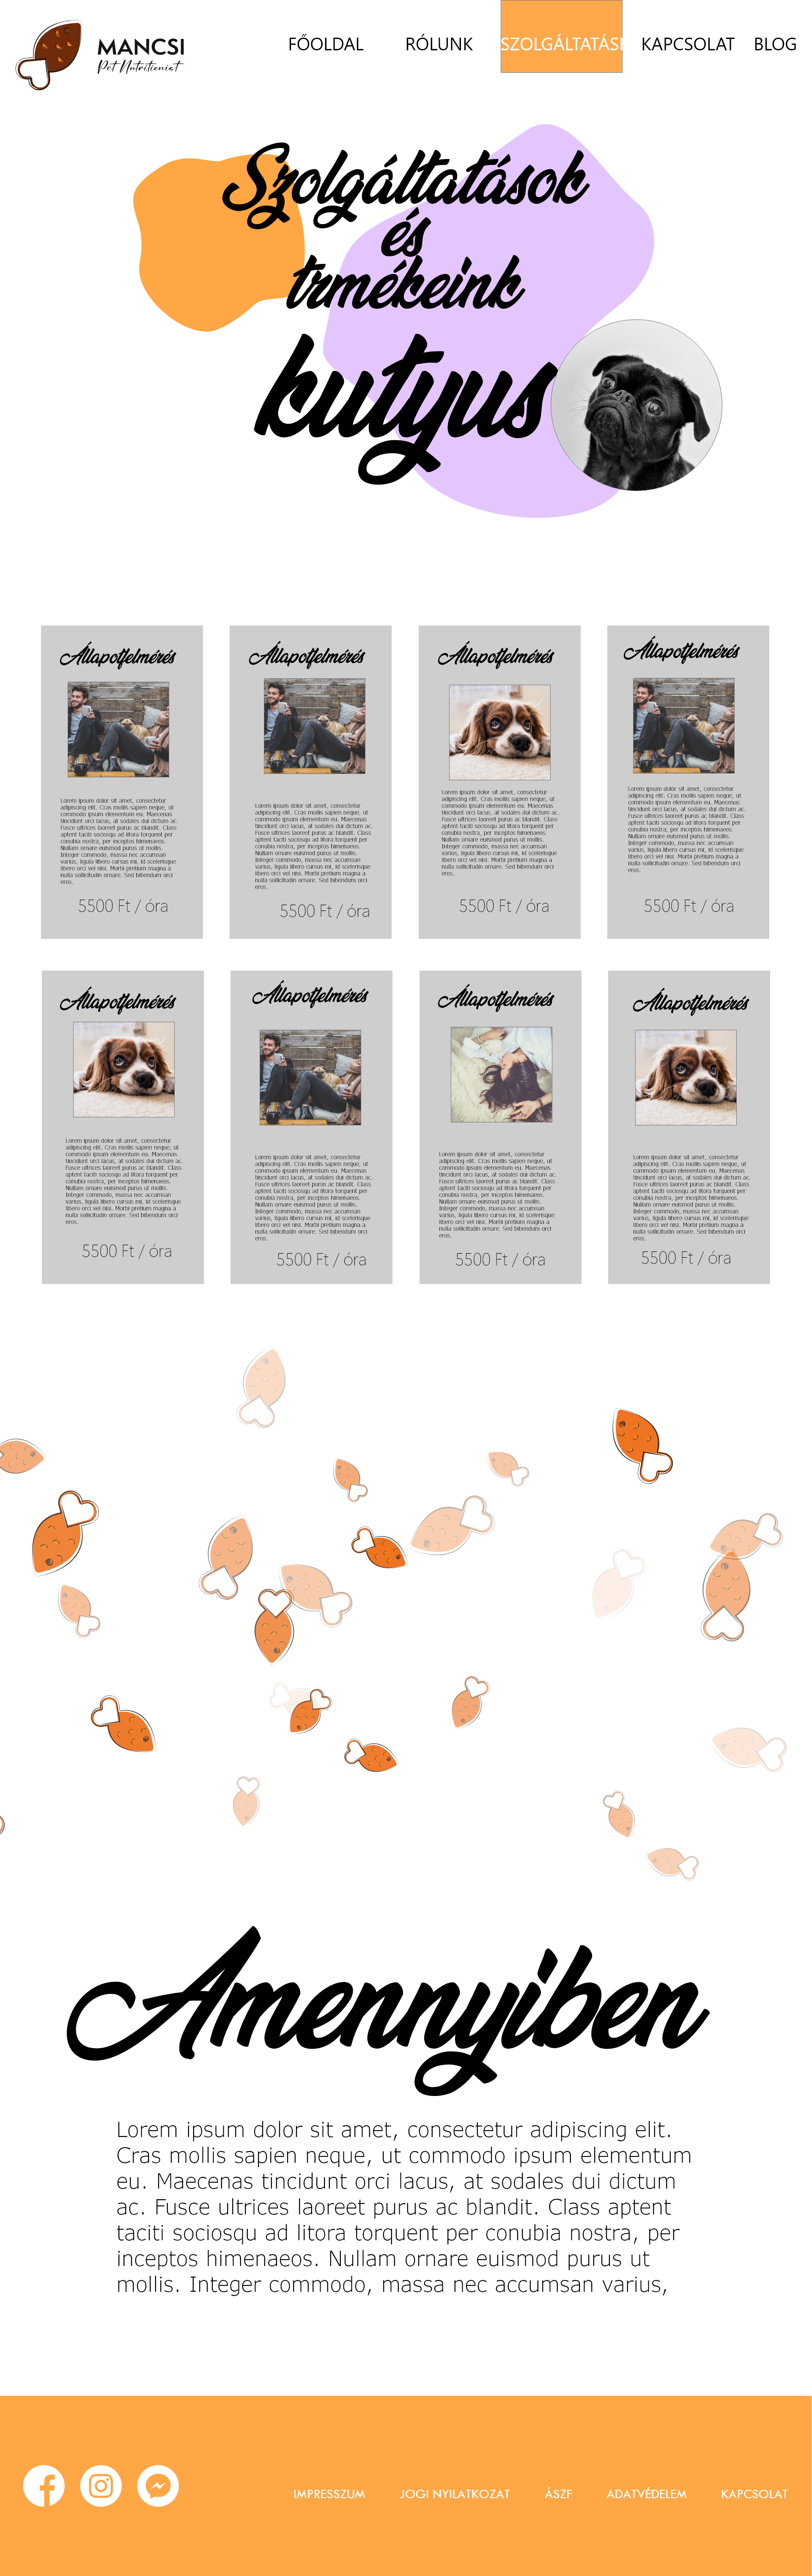 MANCSI
Pet Nutritionist
FŐOLDAL RÓLUNK SZOLGÁLTATÁSI KAPCSOLAT BLOG
Szolgáltatások
és
trmékeink
kutyus
Állapotfelmérés
Lorem ipsum dolor sit amet, consectetur
adipiscing elit. Cras mollis sapien neque, ut
commodo ipsum elementum eu. Maecenas
tincidunt orci lacus, at sodales dui dictum ac.
Fusce ultrices laoreet purus ac blandit. Class
aptent taciti sociosqu ad litora torquent per
conubia nostra, per inceptos himenaeos.
Nullam ornare euismod purus ut mollis.
Integer commodo, massa nec accumsan
varius, ligula libero cursus mi, id scelerisque
libero orci vel nisi. Morbi pretium magna a
nulla sollicitudin ornare. Sed bibendum orci
eros.
5500 Ft / óra
Állapotfelmérés
Lorem ipsum dolor sit amet, consectetur
adipiscing elit. Cras mollis sapien neque, ut
commodo ipsum elementum eu. Maecenas
tincidunt orci lacus, at sodales dui dictum ac.
Fusce ultrices laoreet purus ac blandit. Class
aptent taciti sociosqu ad litora torquent per
conubia nostra, per inceptos himenaeos.
Nullam ornare euismod purus ut mollis.
Integer commodo, massa nec accumsan
varius, ligula libero cursus mi, id scelerisque
libero orci vel nisi. Morbi pretium magna a
nulla sollicitudin ornare. Sed bibendum orci
eros.
5500 Ft / óra
Állapotfelmérés
Lorem ipsum dolor sit amet, consectetur
adipiscing elit. Cras mollis sapien neque, ut
commodo ipsum elementum eu. Maecenas
tincidunt orci lacus, at sodales dui dictum ac.
Fusce ultrices laoreet purus ac blandit. Class
aptent taciti sociosqu ad litora torquent per
conubia nostra, per inceptos himenaeos.
Nullam ornare euismod purus ut mollis.
Integer commodo, massa nec accumsan
varius, ligula libero cursus mi, id scelerisque
libero orci vel nisi. Morbi pretium magna a
nulla sollicitudin ornare. Sed bibendum orci
eros.
5500 Ft / óra
Állapotfelmérés
Lorem ipsum dolor sit amet, consectetur
adipiscing elit. Cras mollis sapien neque, ut
commodo ipsum elementum eu. Maecenas
tincidunt orci lacus, at sodales dui dictum ac.
Fusce ultrices laoreet purus ac blandit. Class
aptent taciti sociosqu ad litora torquent per
conubia nostra, per inceptos himenaeos.
Nullam ornare euismod purus ut mollis.
Integer commodo, massa nec accumsan
varius, ligula libero cursus mi, id scelerisque
libero orci vel nisi. Morbi pretium magna a
nulla sollicitudin ornare. Sed bibendum orci
eros.
5500 Ft / óra
Állapotfelmérés
Lorem ipsum dolor sit amet, consectetur
adipiscing elit. Cras mollis sapien neque, ut
commodo ipsum elementum eu. Maecenas
tincidunt orci lacus, at sodales dui dictum ac.
Fusce ultrices laoreet purus ac blandit. Class
aptent taciti sociosqu ad litora torquent per
conubia nostra, per inceptos himenaeos.
Nullam ornare euismod purus ut mollis.
Integer commodo, massa nec accumsan
varius, ligula libero cursus mi, id scelerisque
libero orci vel nisi. Morbi pretium magna a
nulla sollicitudin ornare. Sed bibendum orci
eros.
5500 Ft / óra
Állapotfelmérés
Lorem ipsum dolor sit amet, consectetur
adipiscing elit. Cras mollis sapien neque, ut
commodo ipsum elementum eu. Maecenas
tincidunt orci lacus, at sodales dui dictum ac.
Fusce ultrices laoreet purus ac blandit. Class
aptent taciti sociosqu ad litora torquent per
conubia nostra, per inceptos himenaeos.
Nullam ornare euismod purus ut mollis.
Integer commodo, massa nec accumsan
varius, ligula libero cursus mi, id scelerisque
libero orci vel nisi. Morbi pretium magna a
nulla sollicitudin ornare. Sed bibendum orci
eros.
5500 Ft / óra
Állapotfelmérés
Lorem ipsum dolor sit amet, consectetur
adipiscing elit. Cras mollis sapien neque, ut
commodo ipsum elementum eu. Maecenas
tincidunt orci lacus, at sodales dui dictum ac.
Fusce ultrices laoreet purus ac blandit. Class
aptent taciti sociosqu ad litora torquent per
conubia nostra, per inceptos himenaeos.
Nullam ornare euismod purus ut mollis.
Integer commodo, massa nec accumsan
varius, ligula libero cursus mi, id scelerisque
libero orci vel nisi. Morbi pretium magna a
nulla sollicitudin ornare. Sed bibendum orci
eros.
5500 Ft / óra
Állapotfelmérés
Lorem ipsum dolor sit amet, consectetur
adipiscing elit. Cras mollis sapien neque, ut
commodo ipsum elementum eu. Maecenas
tincidunt orci lacus, at sodales dui dictum ac.
Fusce ultrices laoreet purus ac blandit. Class
aptent taciti sociosqu ad litora torquent per
conubia nostra, per inceptos himenaeos.
Nullam ornare euismod purus ut mollis.
Integer commodo, massa nec accumsan
varius, ligula libero cursus mi, id scelerisque
libero orci vel nisi. Morbi pretium magna a
nulla sollicitudin ornare. Sed bibendum orci
eros.
5500 Ft / óra
Amennyiben
Lorem ipsum dolor sit amet, consectetur adipiscing elit.
Cras mollis sapien neque, ut commodo ipsum elementum
eu. Maecenas tincidunt orci lacus, at sodales dui dictum
ac. Fusce ultrices laoreet purus ac blandit. Class aptent
taciti sociosqu ad litora torquent per conubia nostra, per
inceptos himenaeos. Nullam ornare euismod purus ut
mollis. Integer commodo, massa nec accumsan varius,
IMPRESSZUM JOGI NYILATKOZAT ÁSZF ADATVÉDELEM KAPCSOLAT